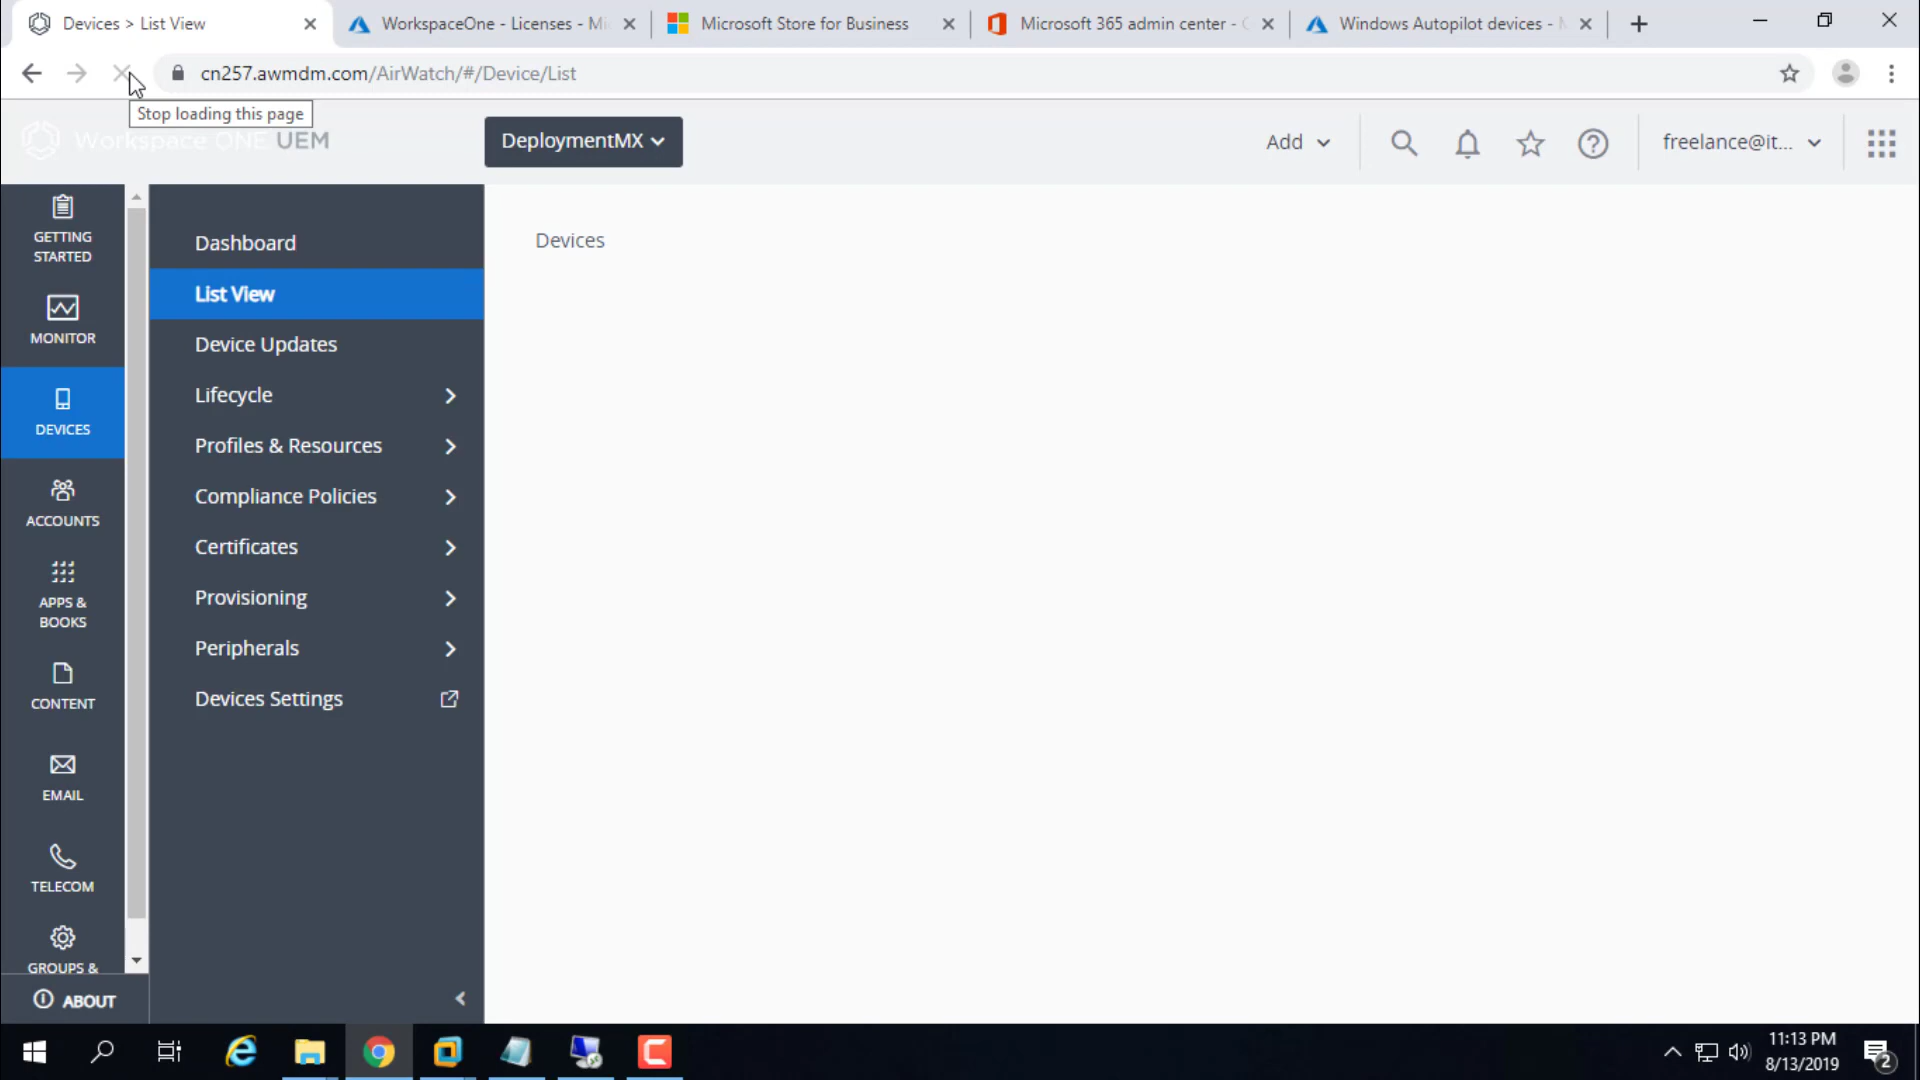 Devices > List View
WorkspaceOne - Licenses - Mi
Microsoft Store for Business
Microsoft 365 admin center - 
Windows Autopilot devices - 
cn257.awmdm.com/AirWatch/#/Device/List
Stop loading this page
Workspace ONE UEM
DeploymentMX
Add
freelance@it...
GETTING
STARTED
MONITOR
DEVICES
ACCOUNTS
APPS &
BOOKS
CONTENT
EMAIL
TELECOM
GROUPS &
ABOUT
Dashboard
List View
Device Updates
Lifecycle
Profiles & Resources
Compliance Policies
Certificates
Provisioning
Peripherals
Devices Settings
Devices
11:13 PM
8/13/2019
2